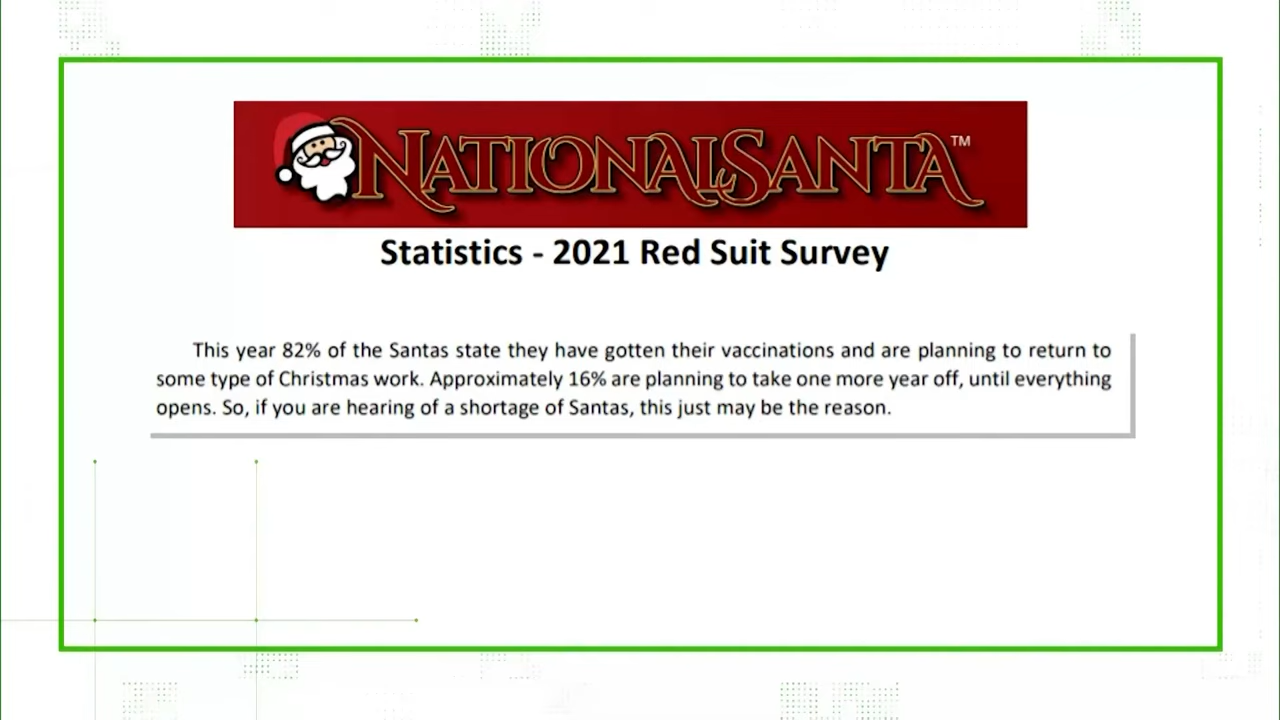 NATIONAL SANTA™
Statistics - 2021 Red Suit Survey
This year 82% of the Santas state they have gotten their vaccinations and are planning to return to
some type of Christmas work. Approximately 16% are planning to take one more year off, until everything
opens. So, if you are hearing of a shortage of Santas, this just may be the reason.